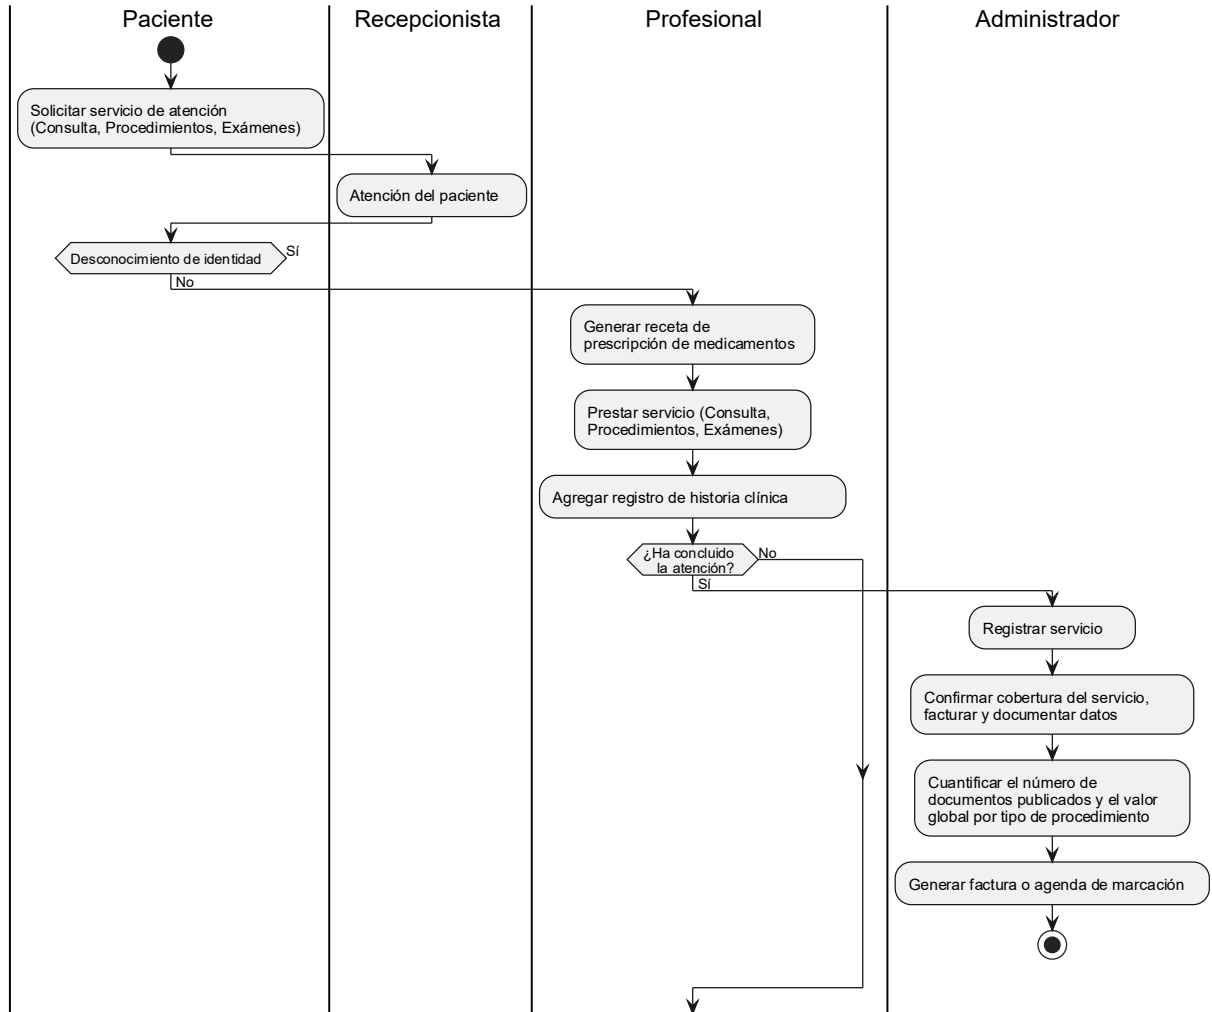 Paciente
Recepcionista
Profesional
Administrador
Solicitar servicio de atención
(Consulta, Procedimientos, Exámenes)
Atención del paciente
Desconocimiento de identidad
Sí
No
Generar receta de
prescripción de medicamentos
Prestar servicio (Consulta,
Procedimientos, Exámenes)
Agregar registro de historia clínica
¿Ha concluido
la atención?
No
Sí
Registrar servicio
Confirmar cobertura del servicio,
facturar y documentar datos
Cuantificar el número de
documentos publicados y el valor
global por tipo de procedimiento
Generar factura o agenda de marcación